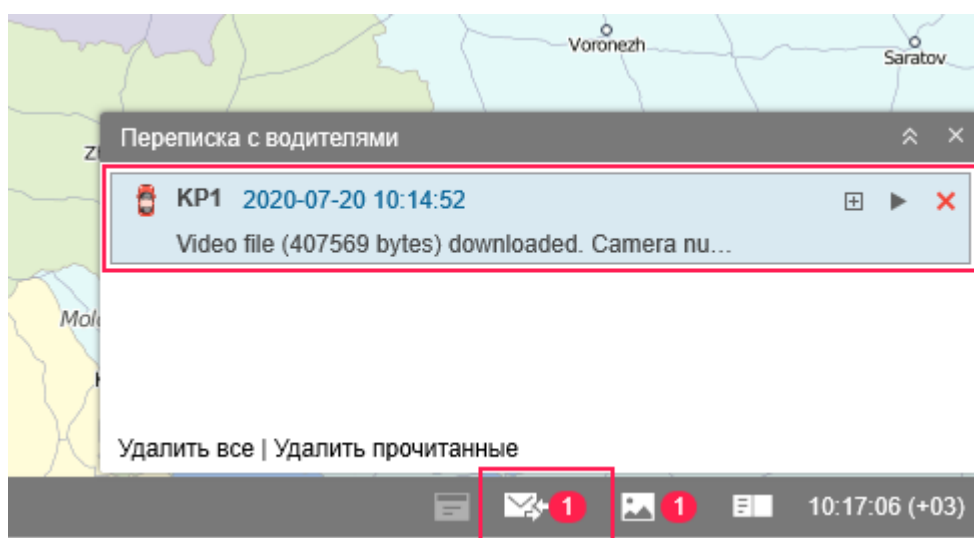 Voronezh
Saratov
Переписка с водителями
KP1 2020-07-20 10:14:52
Video file (407569 bytes) downloaded. Camera nu...
Удалить все | Удалить прочитанные
1 1 10:17:06 (+03)